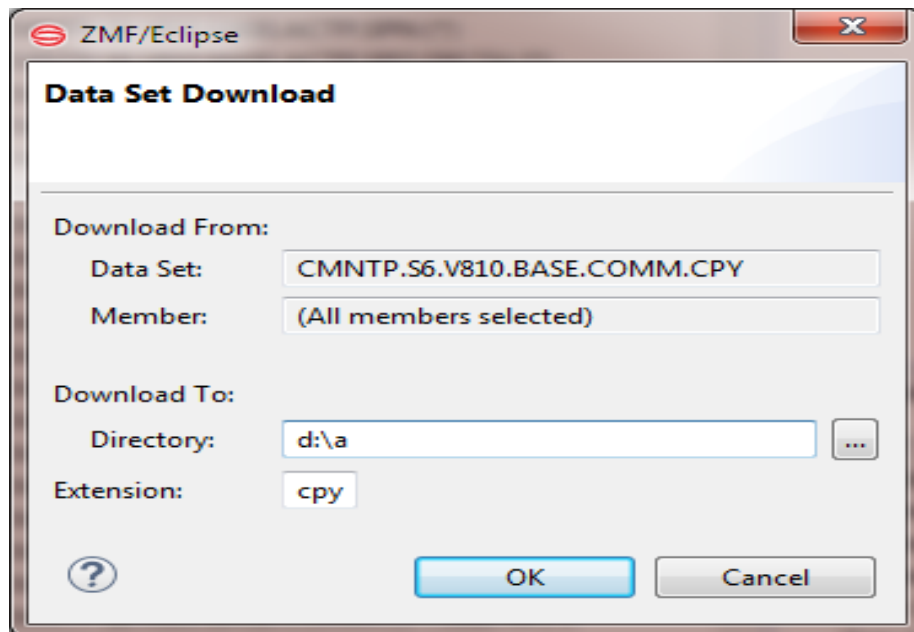 ZMF/Eclipse
Data Set Download
Download From:
Data Set: CMNTP.S6.V810.BASE.COMM.CPY
Member: (All members selected)
Download To:
Directory: d:\a ...
Extension: cpy
? OK Cancel